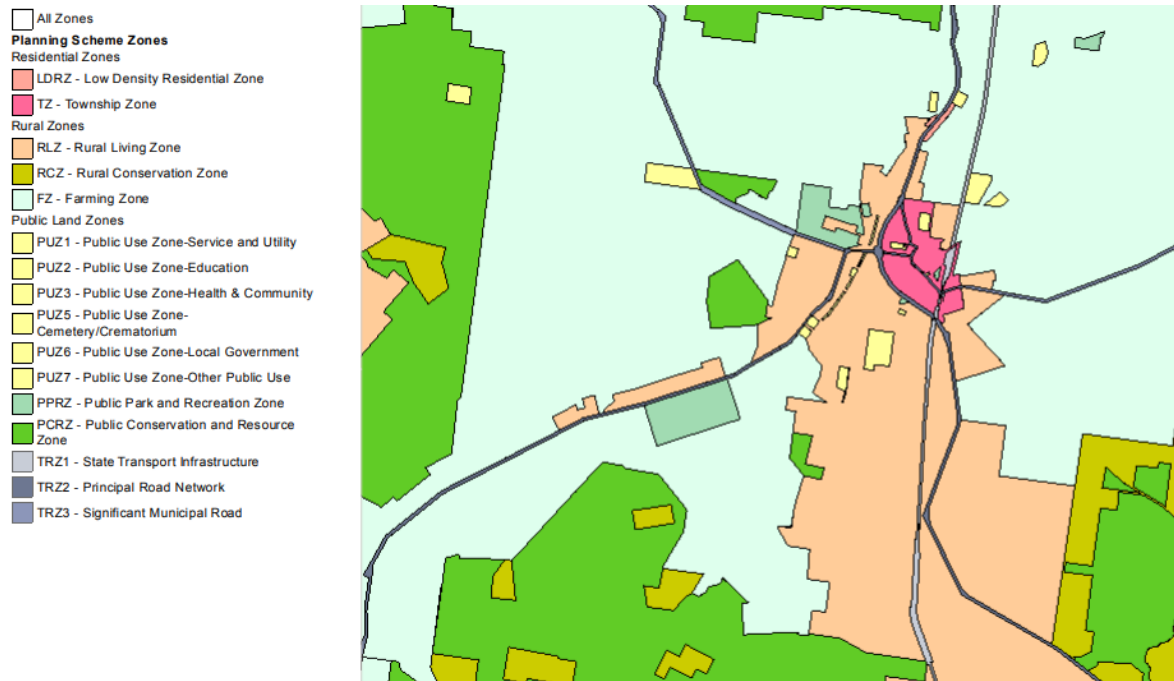 All Zones
Planning Scheme Zones
Residential Zones
LDRZ - Low Density Residential Zone
TZ - Township Zone
Rural Zones
RLZ - Rural Living Zone
RCZ - Rural Conservation Zone
FZ - Farming Zone
Public Land Zones
PUZ1 - Public Use Zone-Service and Utility
PUZ2 - Public Use Zone-Education
PUZ3 - Public Use Zone-Health & Community
PUZ5 - Public Use Zone-
Cemetery/Crematorium
PUZ6 - Public Use Zone-Local Government
PUZ7 - Public Use Zone-Other Public Use
PPRZ - Public Park and Recreation Zone
PCRZ - Public Conservation and Resource
Zone
TRZ1 - State Transport Infrastructure
TRZ2 - Principal Road Network
TRZ3 - Significant Municipal Road